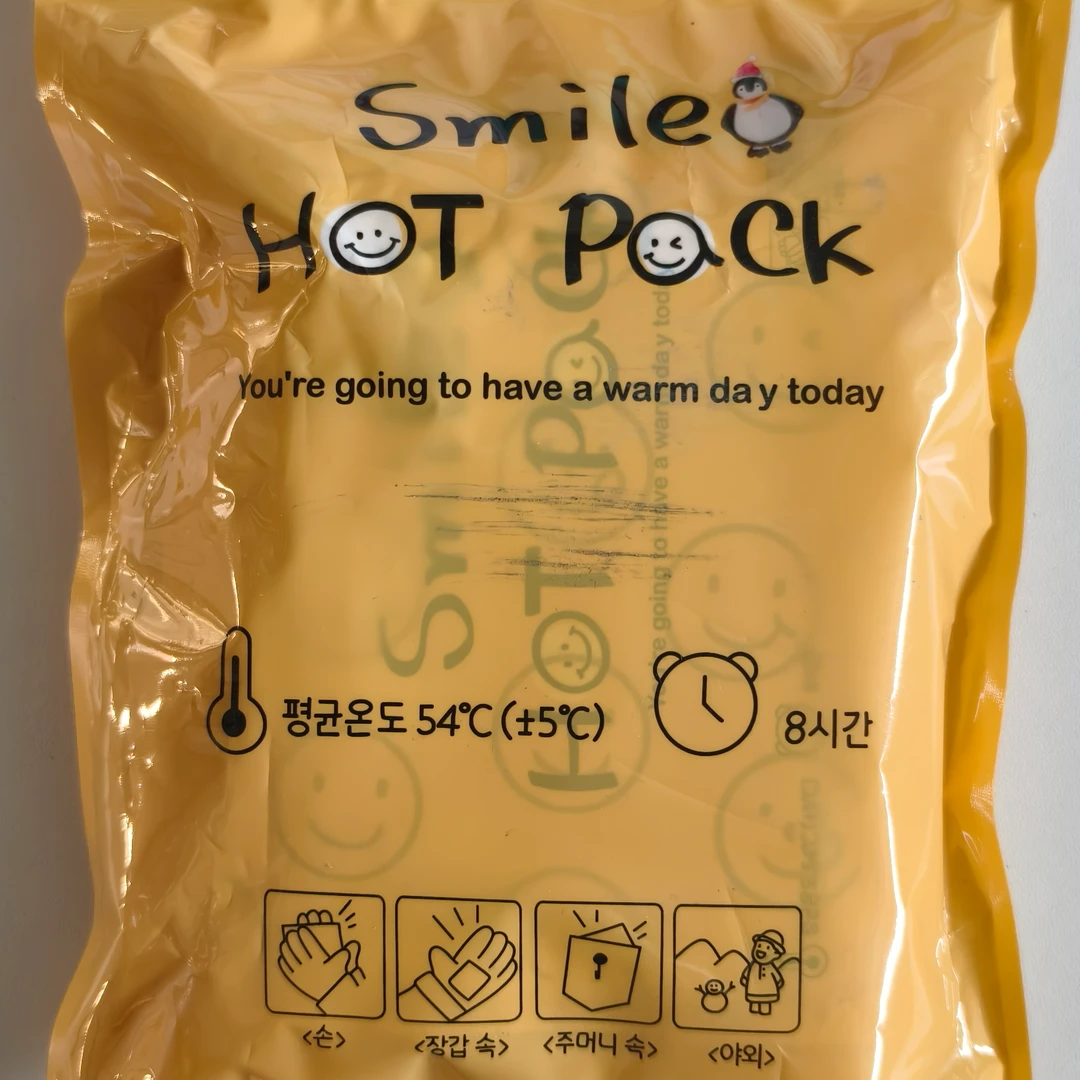 Smile
HOT Pack
You're going to have a warm day today
평균온도 54℃ (±5℃)
8시간
<손>
<장갑 속>
<주머니 속>
<야외>